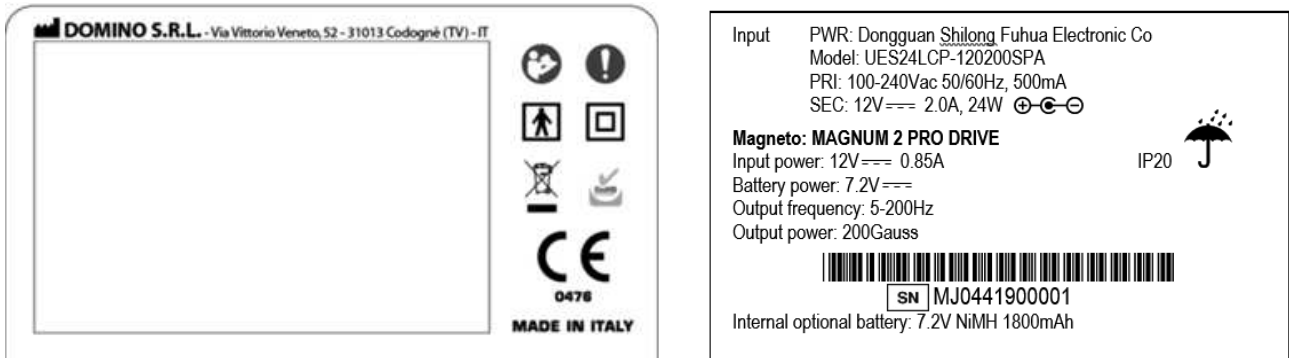 DOMINO S.R.L. - Via Vittorio Veneto, 52 - 31013 Codognè (TV) - IT
CE
0476
MADE IN ITALY
Input PWR: Dongguan Shilong Fuhua Electronic Co
Model: UES24LCP-120200SPA
PRI: 100-240Vac 50/60Hz, 500mA
SEC: 12V⎓ 2.0A, 24W
Magneto: MAGNUM 2 PRO DRIVE
Input power: 12V⎓ 0.85A IP20
Battery power: 7.2V⎓
Output frequency: 5-200Hz
Output power: 200Gauss
SN MJ0441900001
Internal optional battery: 7.2V NiMH 1800mAh